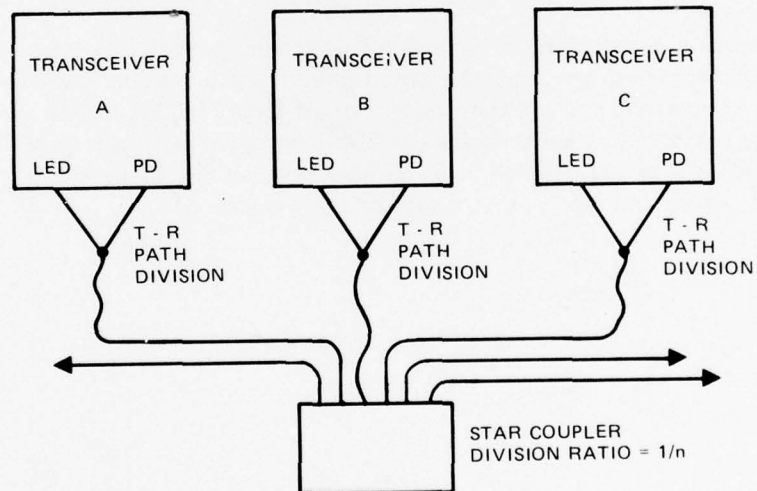 TRANSCEIVER
A
LED PD
T - R
PATH
DIVISION
TRANSCEIVER
B
LED PD
T - R
PATH
DIVISION
TRANSCEIVER
C
LED PD
T - R
PATH
DIVISION
STAR COUPLER
DIVISION RATIO = 1/n